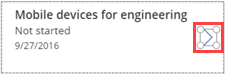 Mobile devices for engineering
Not started
9/27/2016